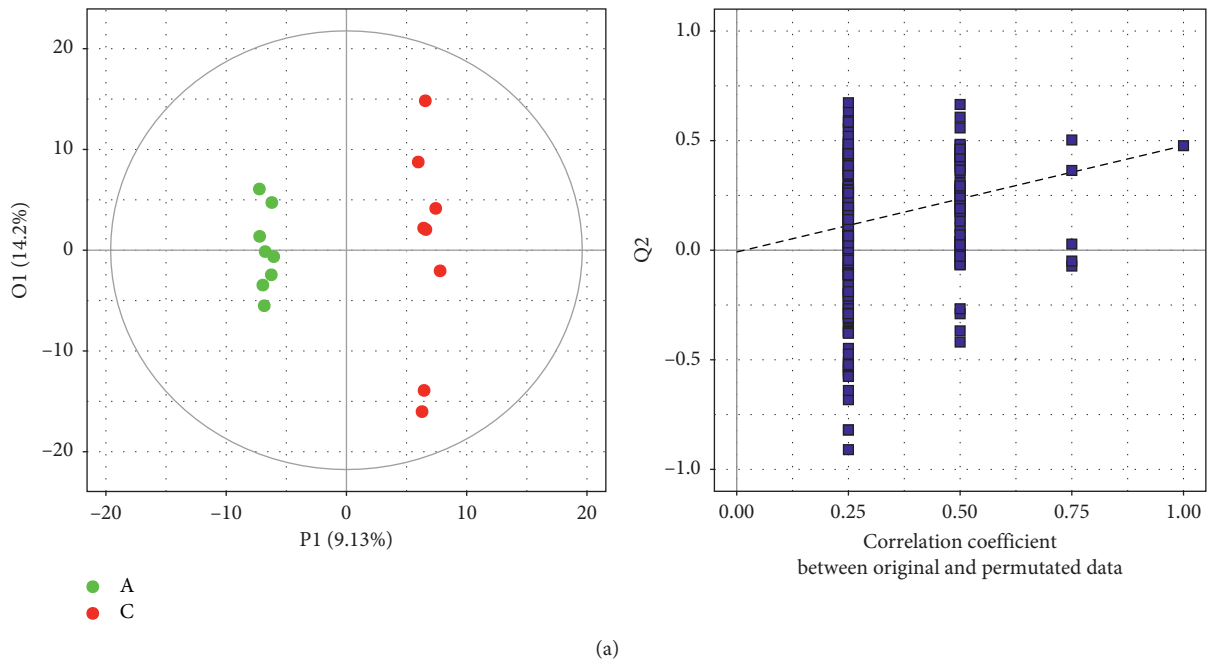 20
10
0
−10
−20
O1 (14.2%)
−20
−10
0
10
20
P1 (9.13%)
A
C
1.0
0.5
0.0
−0.5
−1.0
Q2
0.00
0.25
0.50
0.75
1.00
Correlation coefficient
between original and permutated data
(a)